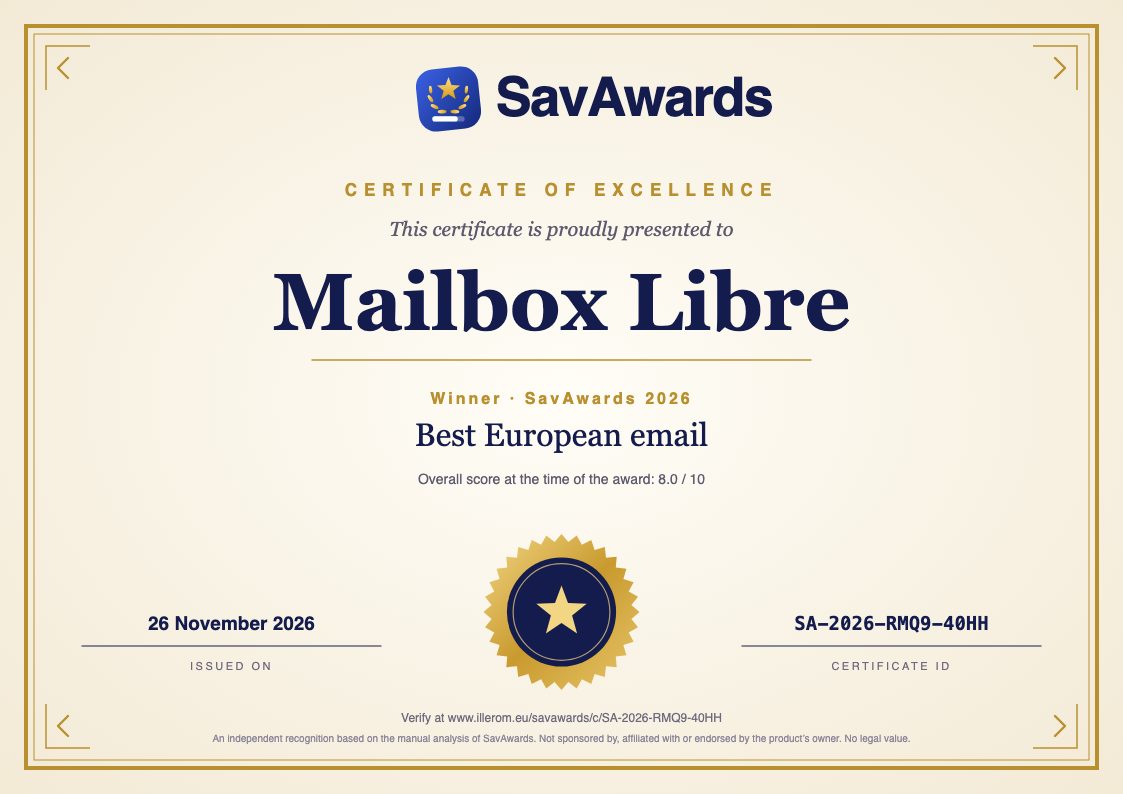 SavAwards
CERTIFICATE OF EXCELLENCE
This certificate is proudly presented to
Mailbox Libre
Winner · SavAwards 2026
Best European email
Overall score at the time of the award: 8.0 / 10
26 November 2026
ISSUED ON
SA-2026-RMQ9-40HH
CERTIFICATE ID
Verify at www.illerom.eu/savawards/c/SA-2026-RMQ9-40HH
An independent recognition based on the manual analysis of SavAwards. Not sponsored by, affiliated with or endorsed by the product's owner. No legal value.